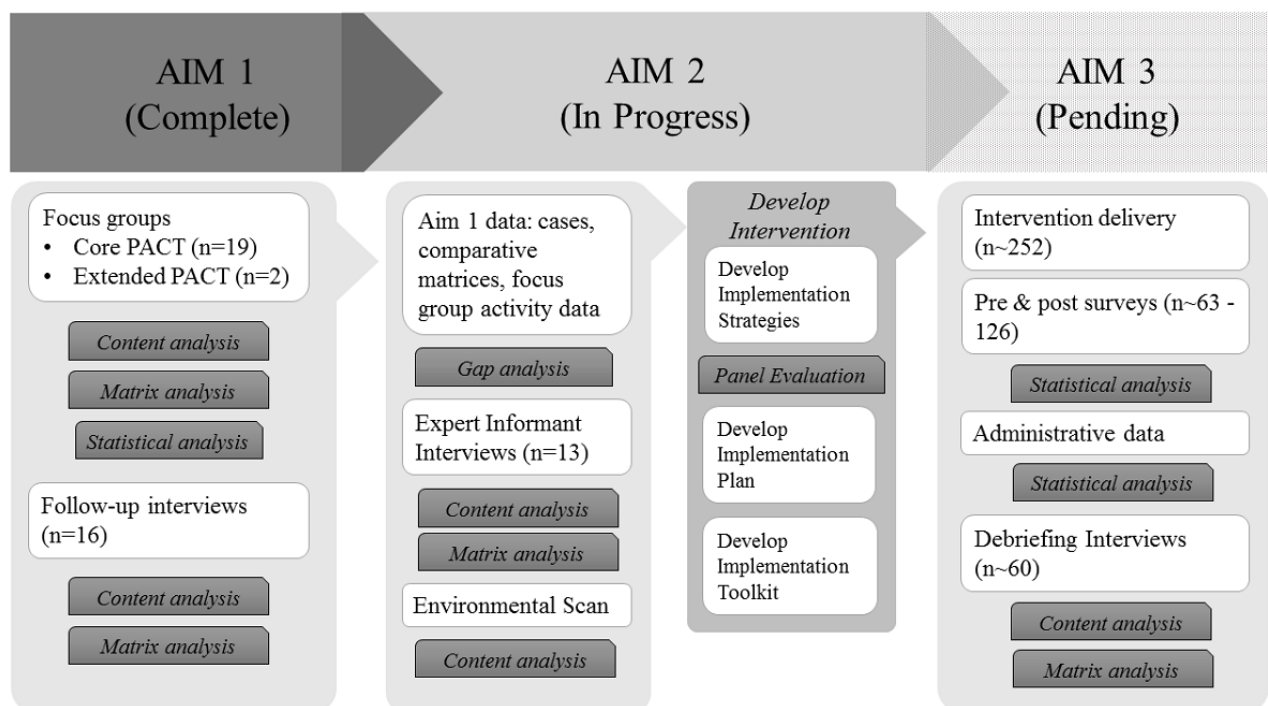 AIM 1
(Complete)
AIM 2
(In Progress)
AIM 3
(Pending)
Focus groups
• Core PACT (n=19)
• Extended PACT (n=2)
Content analysis
Matrix analysis
Statistical analysis
Follow-up interviews
(n=16)
Content analysis
Matrix analysis
Aim 1 data: cases,
comparative
matrices, focus
group activity data
Gap analysis
Expert Informant
Interviews (n=13)
Content analysis
Matrix analysis
Environmental Scan
Content analysis
Develop
Intervention
Develop
Implementation
Strategies
Panel Evaluation
Develop
Implementation
Plan
Develop
Implementation
Toolkit
Intervention delivery
(n~252)
Pre & post surveys (n~63 -
126)
Statistical analysis
Administrative data
Statistical analysis
Debriefing Interviews
(n~60)
Content analysis
Matrix analysis